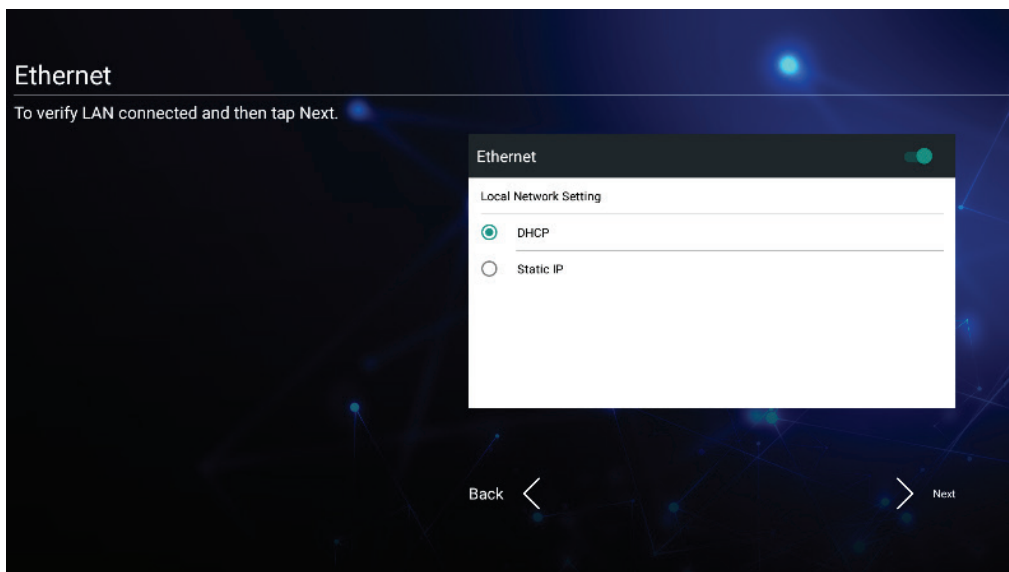 Ethernet
To verify LAN connected and then tap Next.
Ethernet
Local Network Setting
DHCP
Static IP
Back
Next